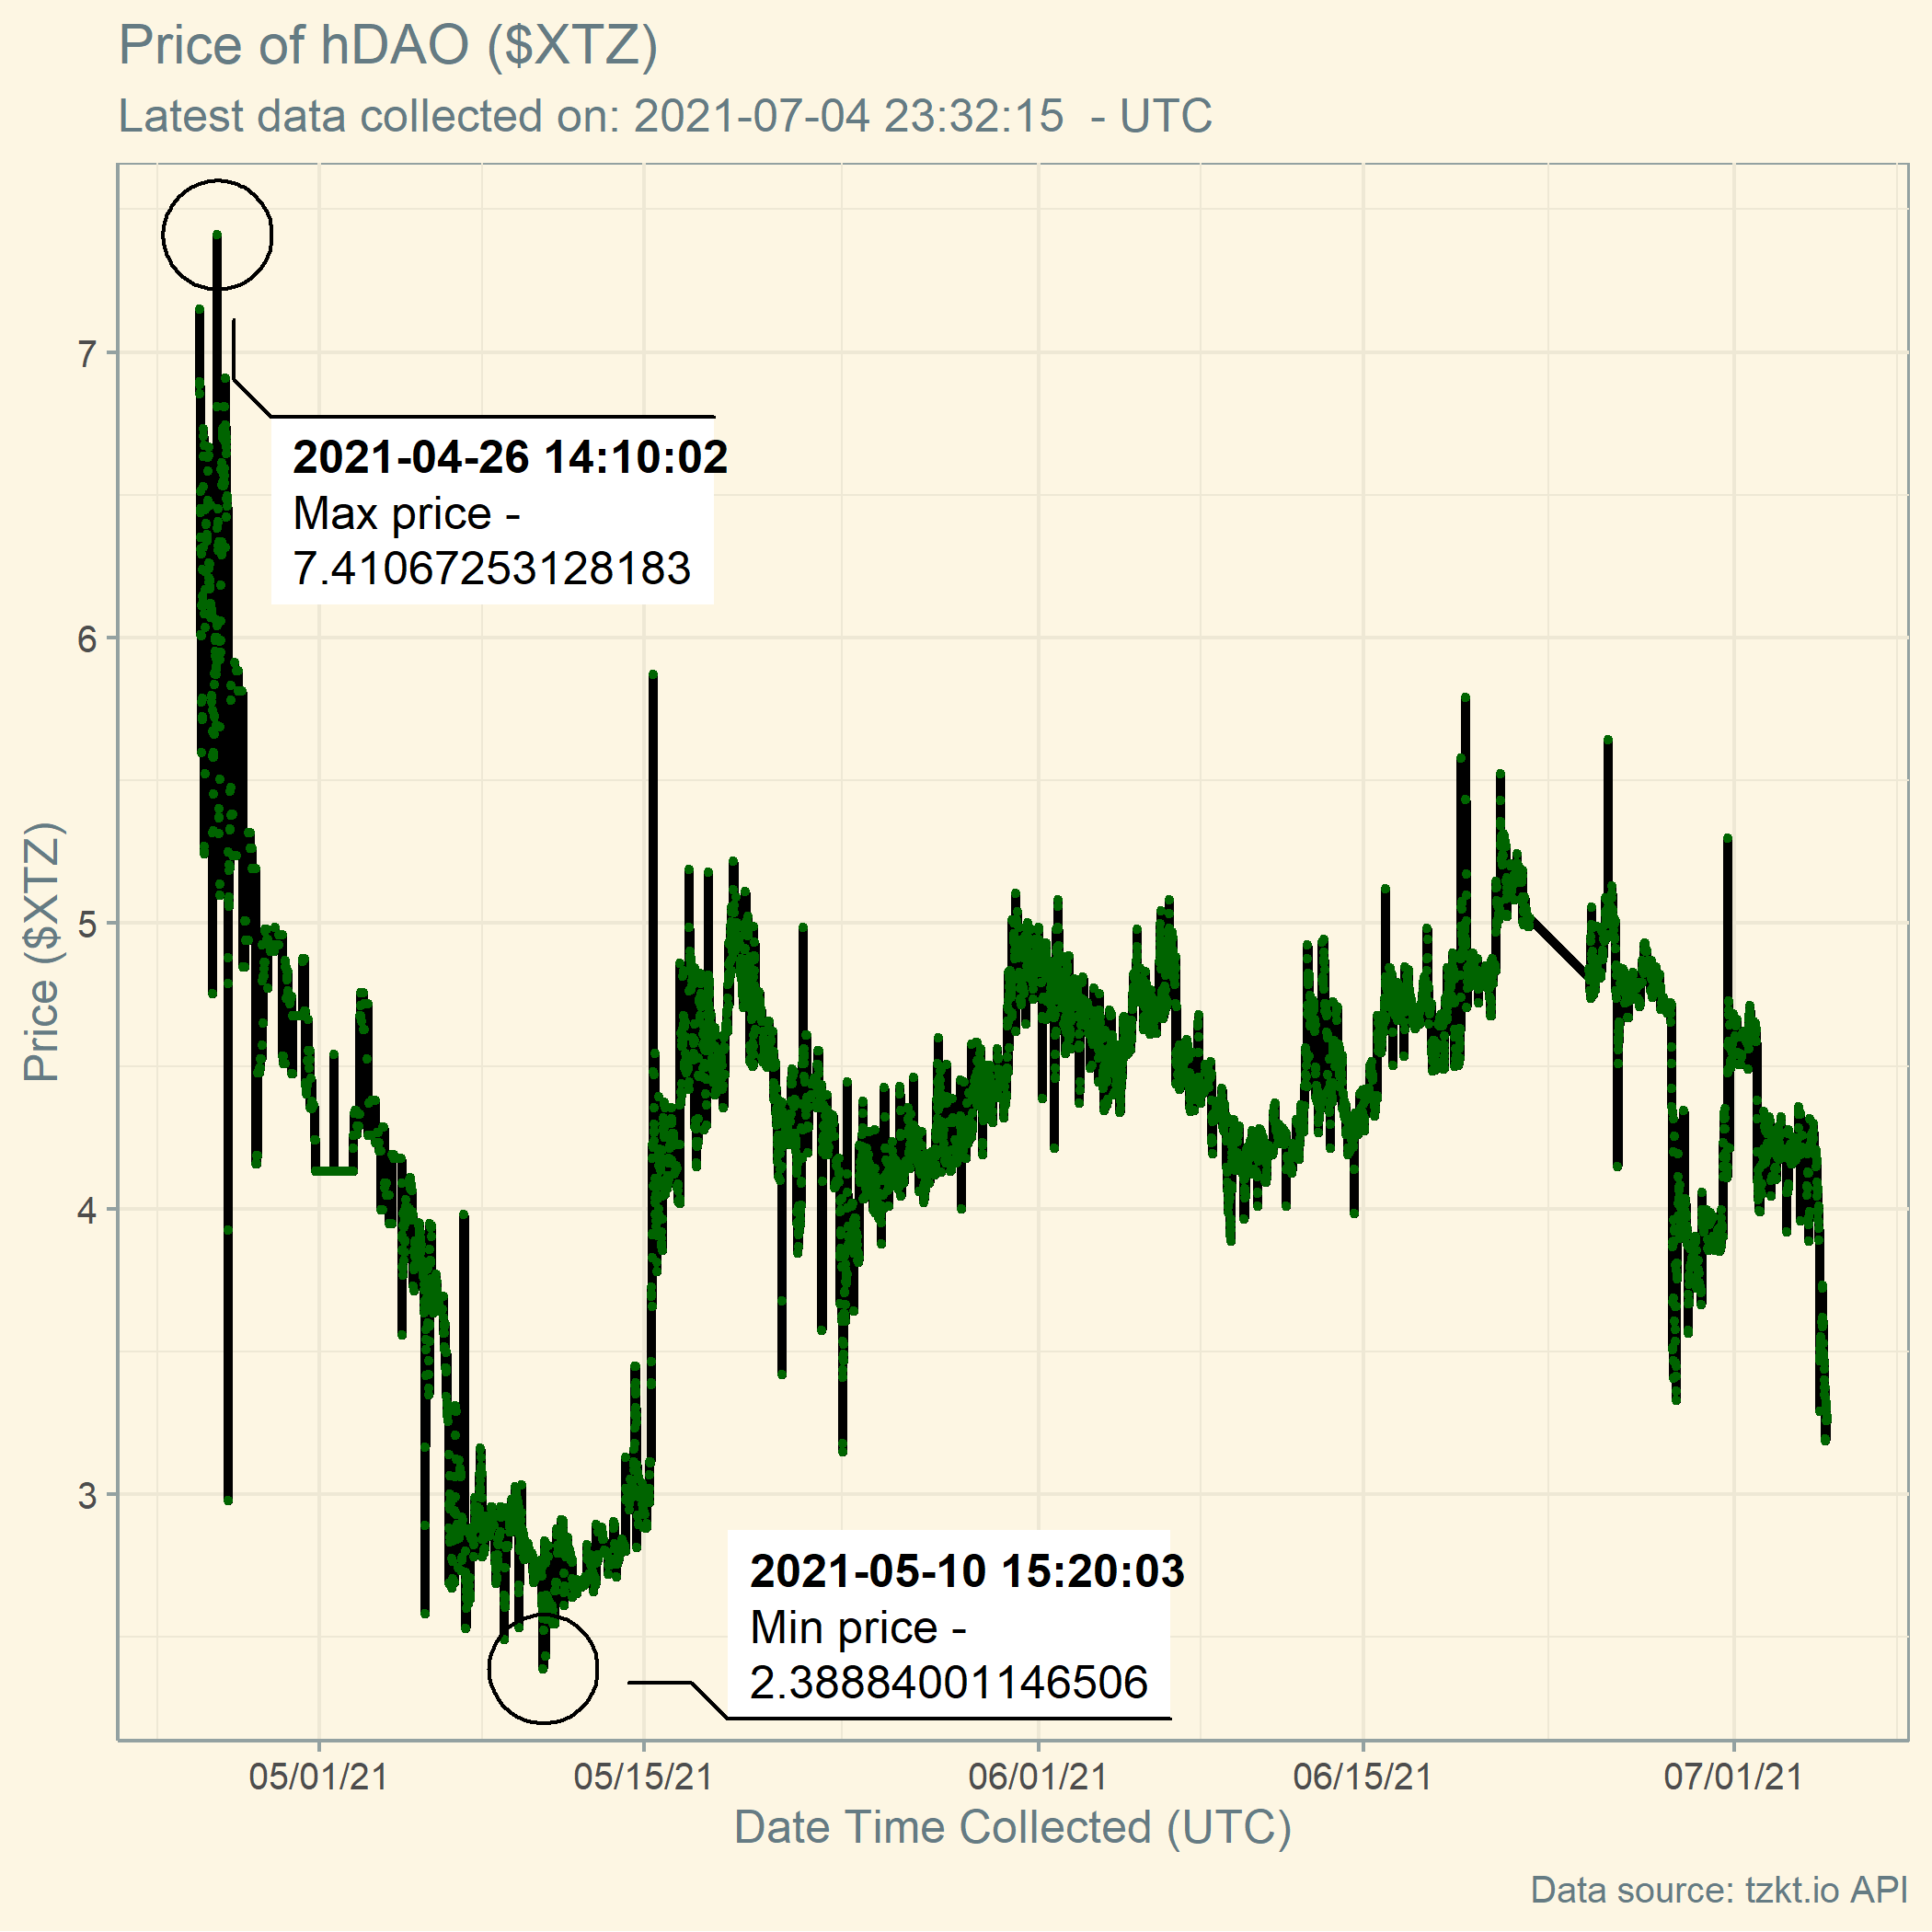 Price of hDAO ($XTZ)
Latest data collected on: 2021-07-04 23:32:15  - UTC
Price ($XTZ)
7
6
5
4
3
2021-04-26 14:10:02
Max price -
7.41067253128183
2021-05-10 15:20:03
Min price -
2.38884001146506
05/01/21
05/15/21
06/01/21
06/15/21
07/01/21
Date Time Collected (UTC)
Data source: tzkt.io API